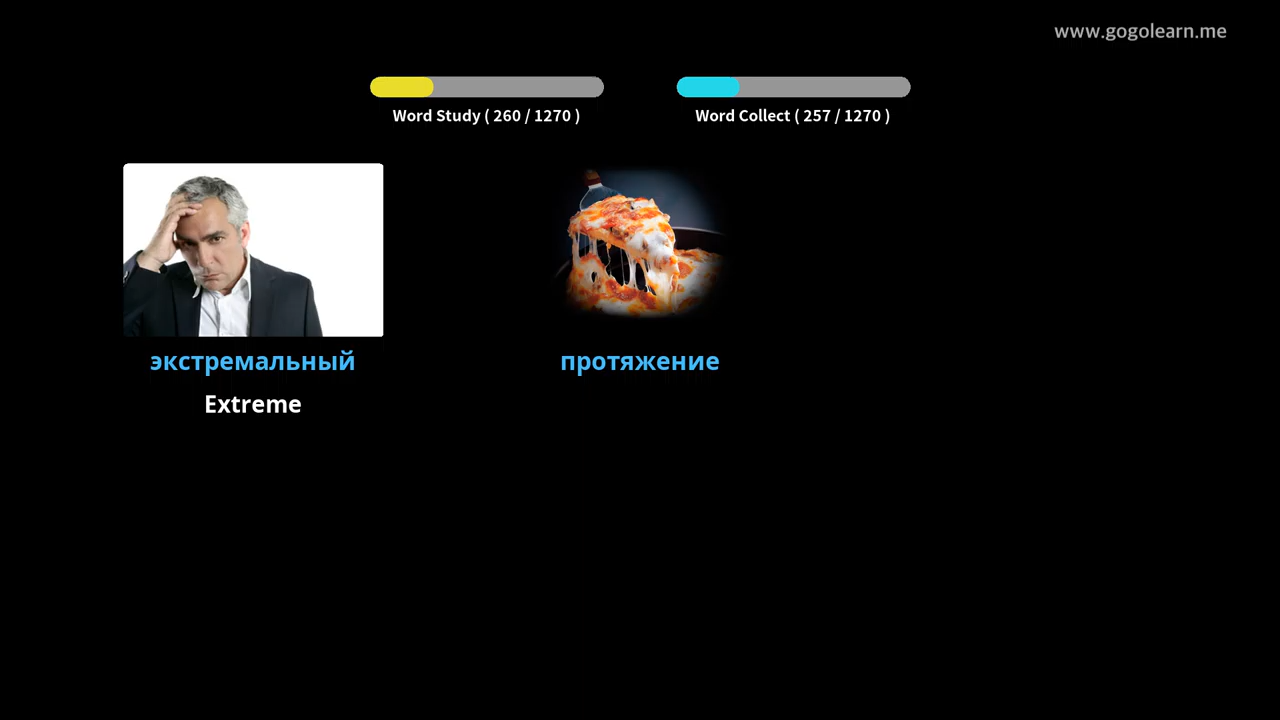 www.gogolearn.me
Word Study ( 260 / 1270 )
Word Collect ( 257 / 1270 )
экстремальный
протяжение
Extreme